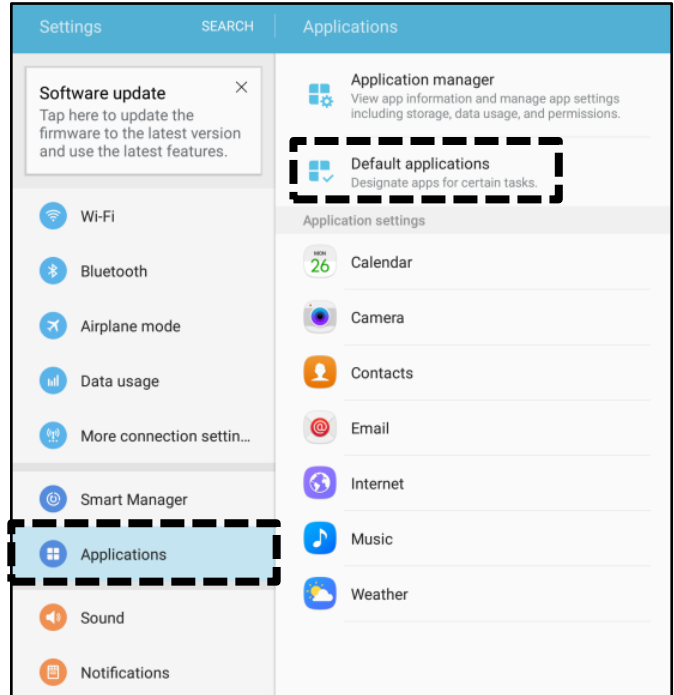 Settings
SEARCH
Software update
Tap here to update the
firmware to the latest version
and use the latest features.
Wi-Fi
Bluetooth
Airplane mode
Data usage
More connection settin...
Smart Manager
Applications
Sound
Notifications
Applications
Application manager
View app information and manage app settings
including storage, data usage, and permissions.
Default applications
Designate apps for certain tasks.
Application settings
MON
26
Calendar
Camera
Contacts
@
Email
Internet
Music
Weather